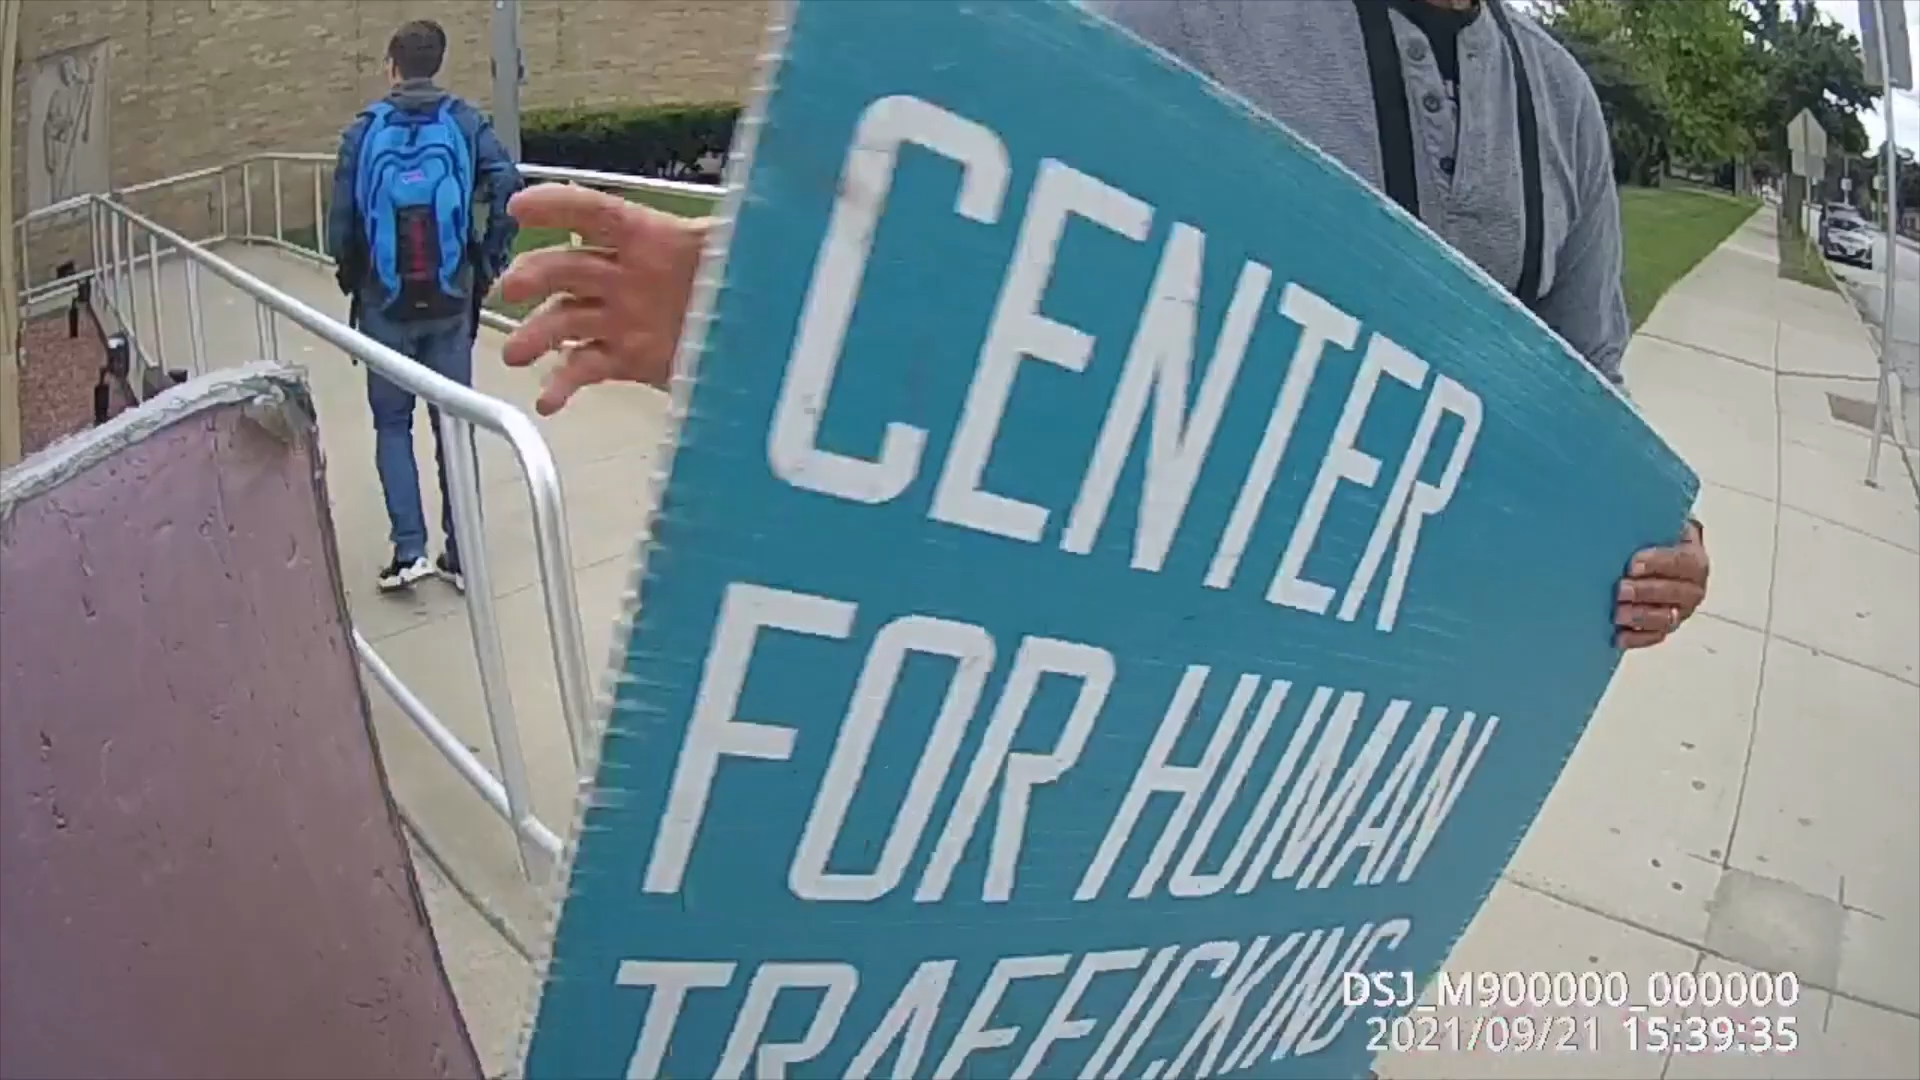 CENTER
FOR HUMAN
TRAFFICKING
DSJ_M900000_000000
2021/09/21 15:39:35